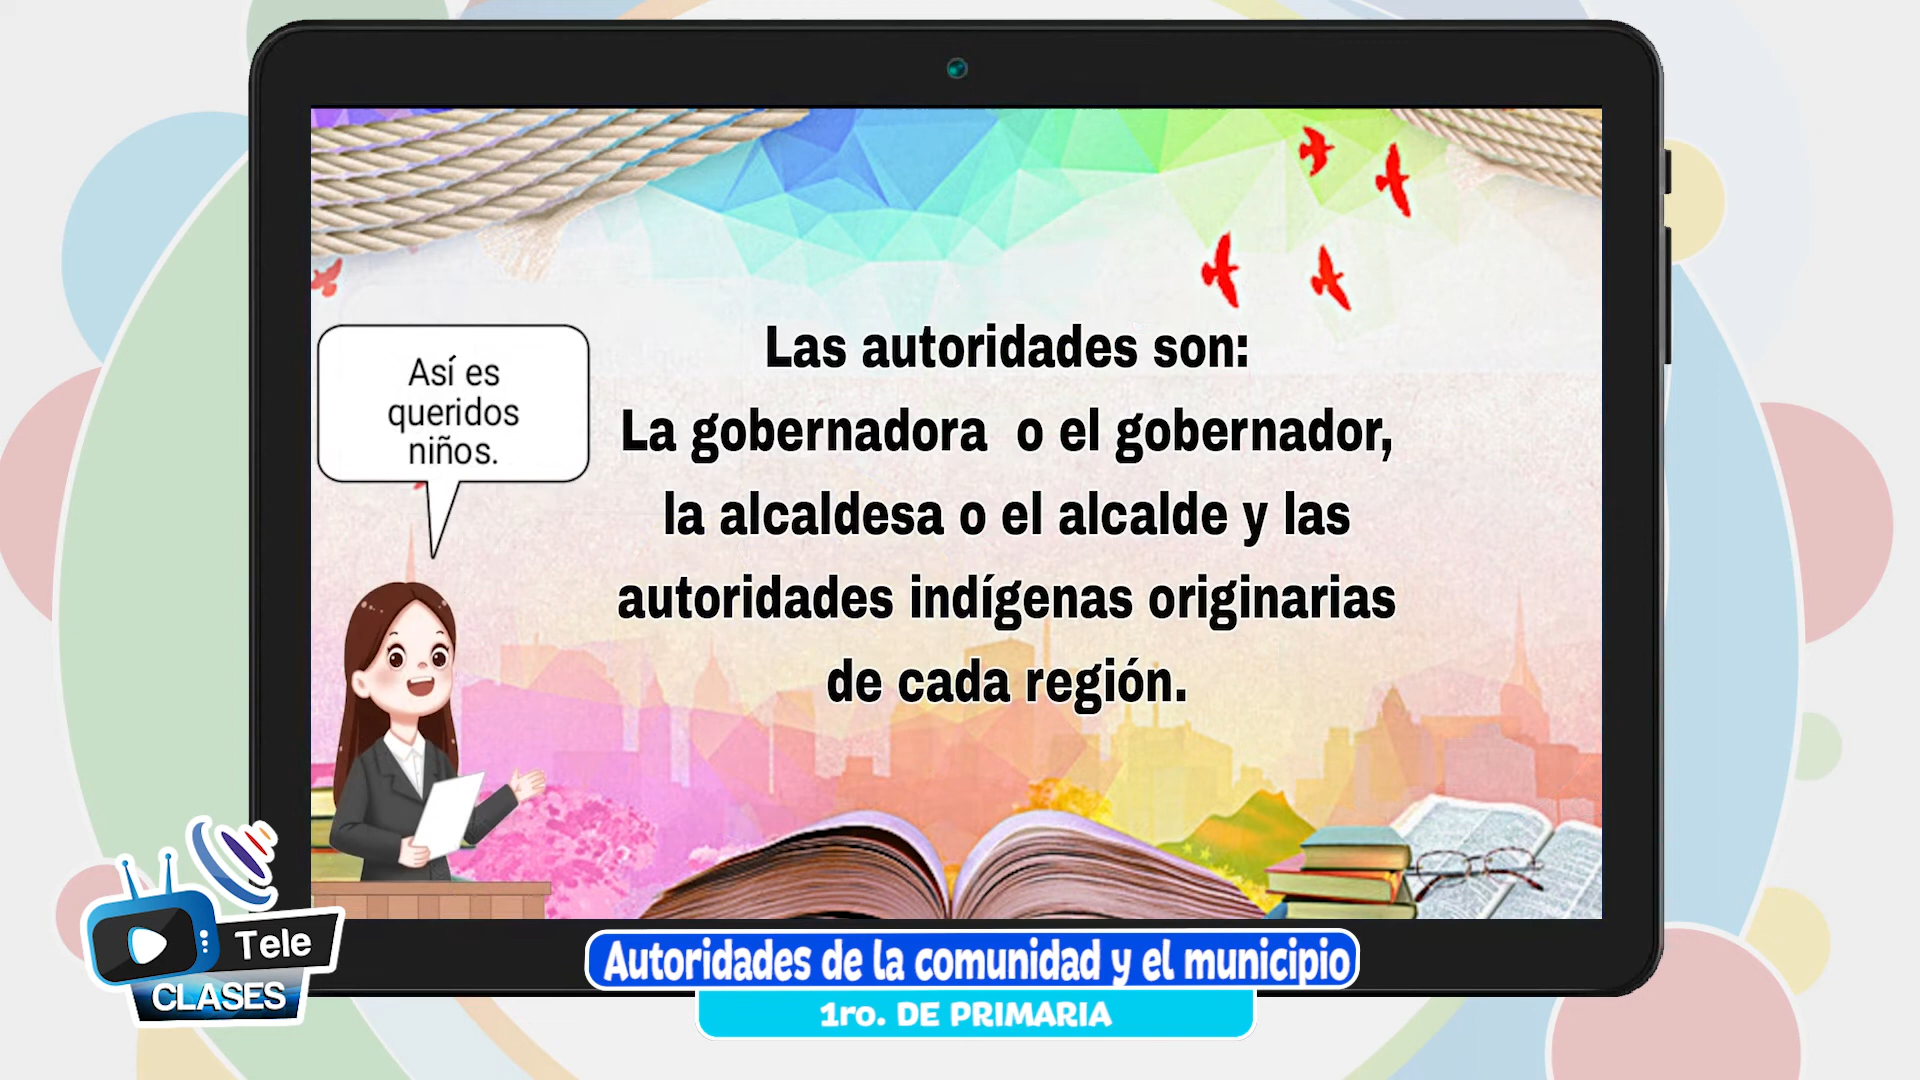 Así es
queridos
niños.
Las autoridades son:
La gobernadora o el gobernador,
la alcaldesa o el alcalde y las
autoridades indígenas originarias
de cada región.
Tele
CLASES
Autoridades de la comunidad y el municipio
1ro. DE PRIMARIA